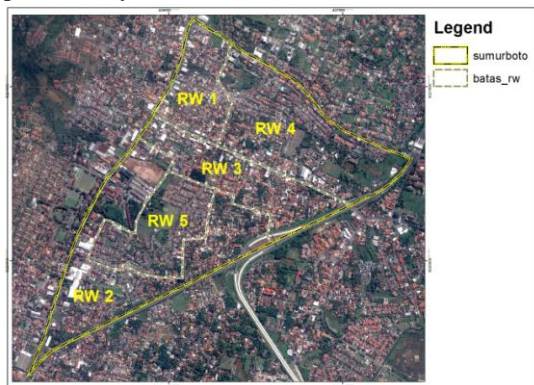 Legend
sumurboto
batas_rw
RW 1
RW 4
RW 3
RW 5
RW 2